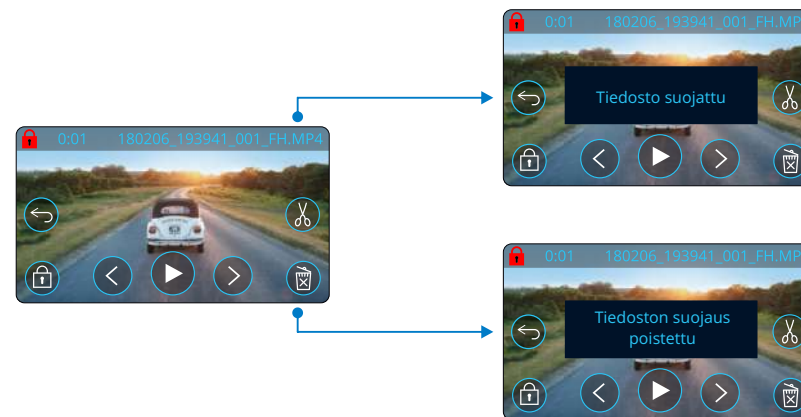 0:01 180206_193941_001_FH.MP4
0:01 180206_193941_001_FH.MP
Tiedosto suojattu
0:01 180206_193941_001_FH.MP
Tiedoston suojaus
poistettu